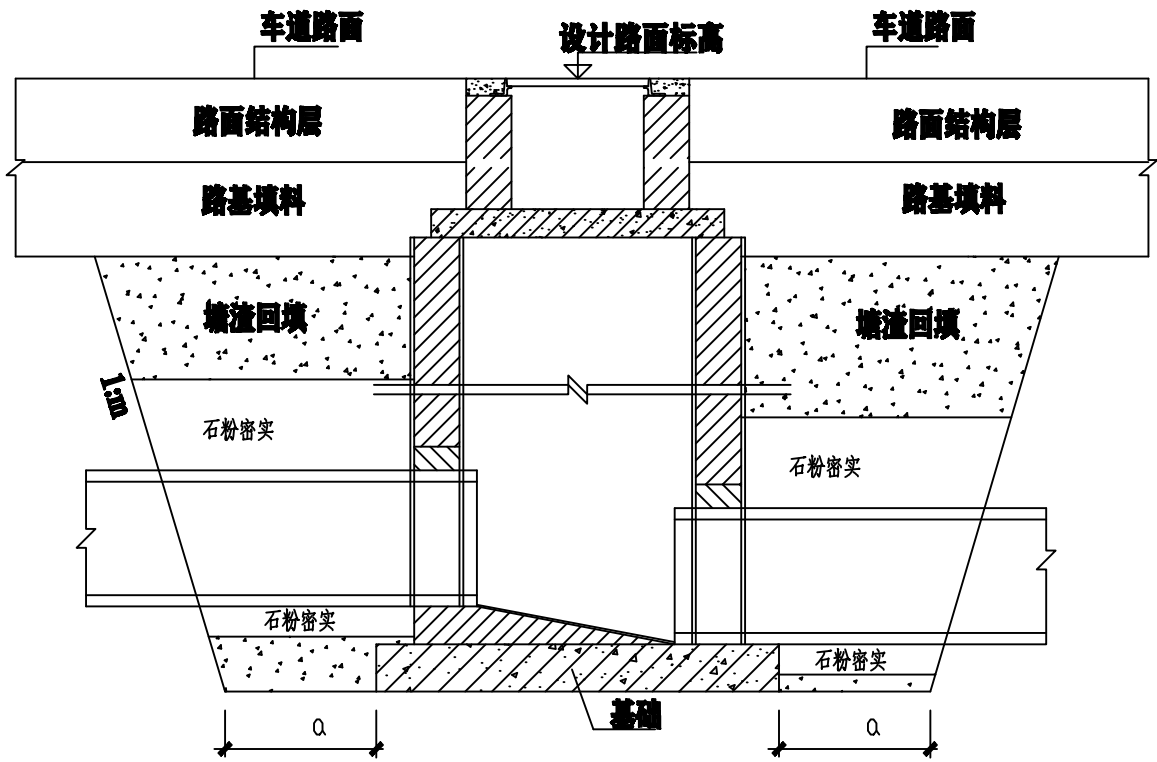 车道路面
设计路面标高
车道路面
路面结构层
路面结构层
路基填料
路基填料
塘渣回填
塘渣回填
1:m
石粉密实
石粉密实
石粉密实
石粉密实
基础
a
a